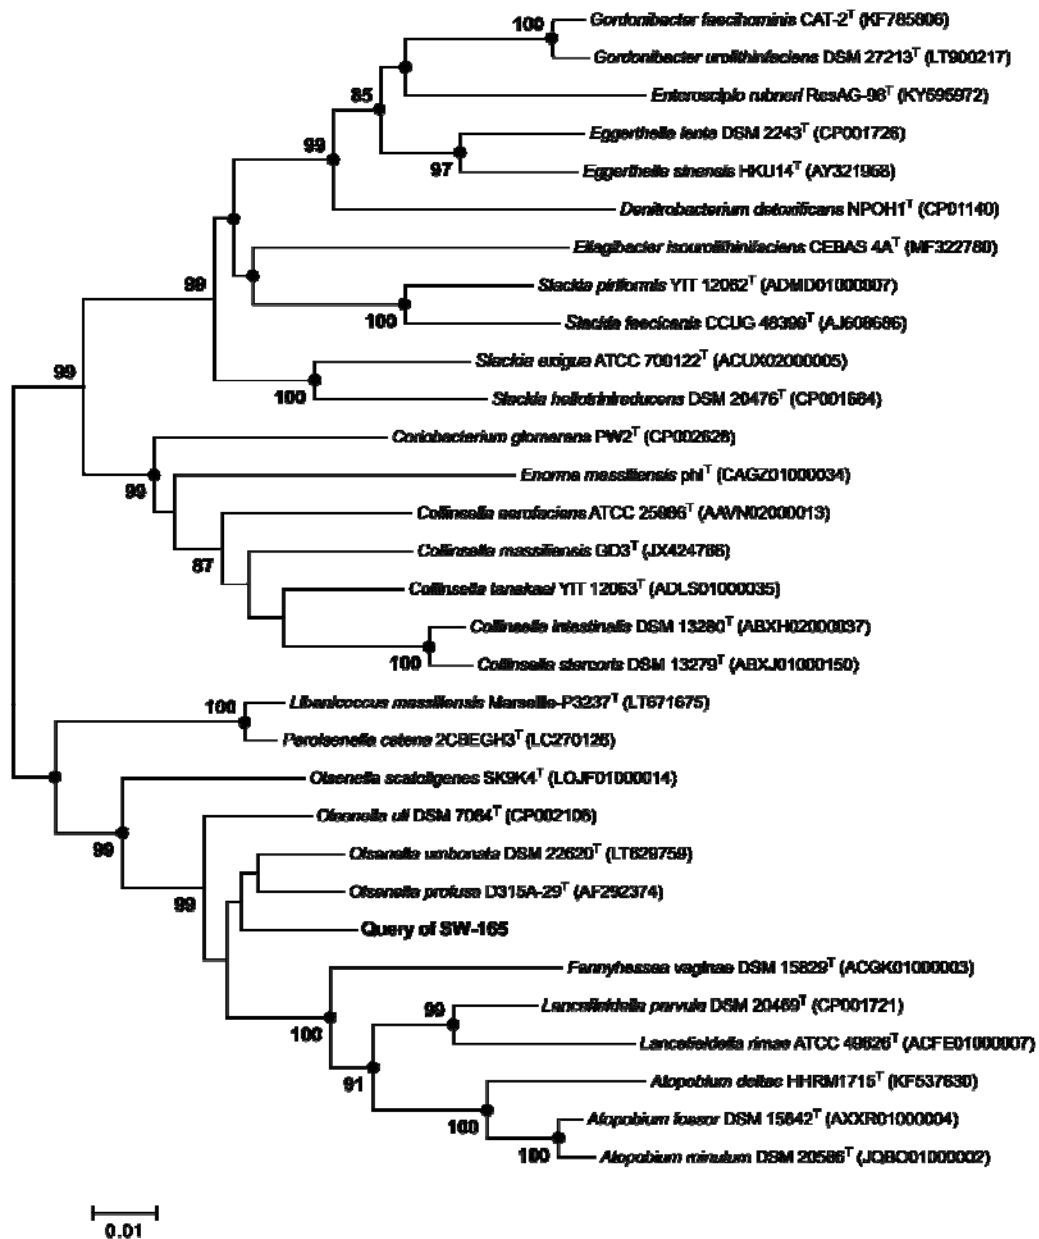 100
Gordonibacter faecihominis CAT-2ᵀ (KF785806)
Gordonibacter urolithinfaciens DSM 27213ᵀ (LT900217)
85
Enteroscipio rubneri ResAG-96ᵀ (KY595972)
Eggerthella lenta DSM 2243ᵀ (CP001726)
99
97
Eggerthella sinensis HKU14ᵀ (AY321958)
Denitrobacterium detoxificans NPOH1ᵀ (CP01140)
Ellagibacter isourolithinifaciens CEBAS 4Aᵀ (MF322780)
99
Slackia piriformis YIT 12062ᵀ (ADMD01000007)
100
Slackia faecicanis CCUG 48399ᵀ (AJ608686)
Slackia exigua ATCC 700122ᵀ (ACUX02000005)
99
100
Slackia heliotrinireducens DSM 20476ᵀ (CP001684)
Coriobacterium glomerans PW2ᵀ (CP002628)
99
Enorma massiliensis phIᵀ (CAGZ01000034)
Collinsella aerofaciens ATCC 25986ᵀ (AAVN02000013)
87
Collinsella massiliensis GD3ᵀ (JX424766)
Collinsella tanakaei YIT 12063ᵀ (ADLS01000035)
Collinsella intestinalis DSM 13280ᵀ (ABXH02000037)
100
Collinsella stercoris DSM 13279ᵀ (ABXJ01000150)
100
Libanicoccus massiliensis Marseille-P3237ᵀ (LT671675)
Parolsenella catena 2CBEGH3ᵀ (LC270126)
Olsenella scatoligenes SK9K4ᵀ (LOJF01000014)
Olsenella uli DSM 7084ᵀ (CP002106)
99
Olsenella umbonata DSM 22620ᵀ (LT629759)
99
Olsenella profusa D315A-29ᵀ (AF292374)
Query of SW-165
Fannyhessea vaginae DSM 15829ᵀ (ACGK01000003)
99
Lancefieldella parvula DSM 20469ᵀ (CP001721)
100
Lancefieldella rimae ATCC 49626ᵀ (ACFE01000007)
91
Atopobium deltae HHRM1715ᵀ (KF537630)
100
Atopobium fossor DSM 15642ᵀ (AXXR01000004)
100
Atopobium minutum DSM 20586ᵀ (JQBO01000002)
0.01